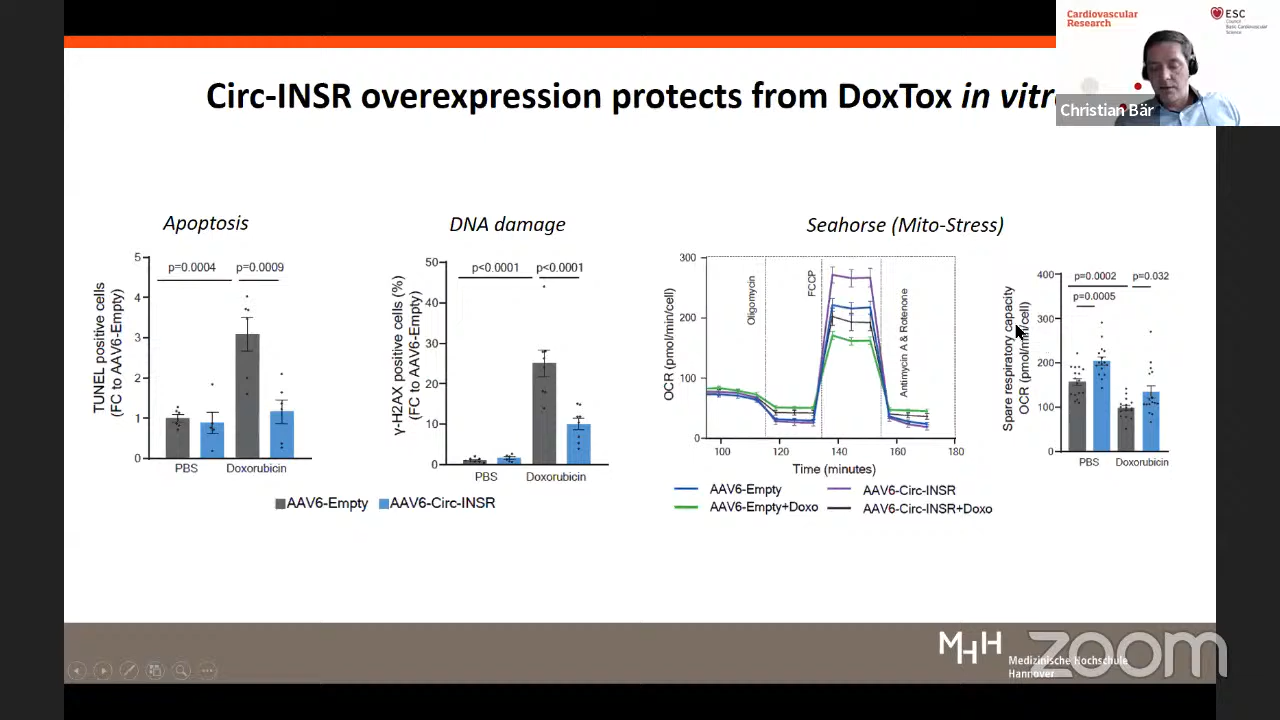 Cardiovascular
Research
ESC
Council
Basic Cardiovascular
Science
Christian Bär
Circ-INSR overexpression protects from DoxTox in vitr
Apoptosis
TUNEL positive cells
(FC to AAV6-Empty)
5
4
3
2
1
0
p=0.0004
p=0.0009
PBS
Doxorubicin
DNA damage
γ-H2AX positive cells (%)
(FC to AAV6-Empty)
50
40
30
20
10
0
p<0.0001
p<0.0001
PBS
Doxorubicin
AAV6-Empty
AAV6-Circ-INSR
Seahorse (Mito-Stress)
OCR (pmol/min/cell)
300
200
100
0
Oligomycin
FCCP
Antimycin A & Rotenone
100
120
140
160
180
Time (minutes)
AAV6-Empty
AAV6-Circ-INSR
AAV6-Empty+Doxo
AAV6-Circ-INSR+Doxo
Spare respiratory capacity
OCR (pmol/min/cell)
400
300
200
100
0
p=0.0002
p=0.032
p=0.0005
PBS
Doxorubicin
MHH
Medizinische Hochschule
Hannover
zoom